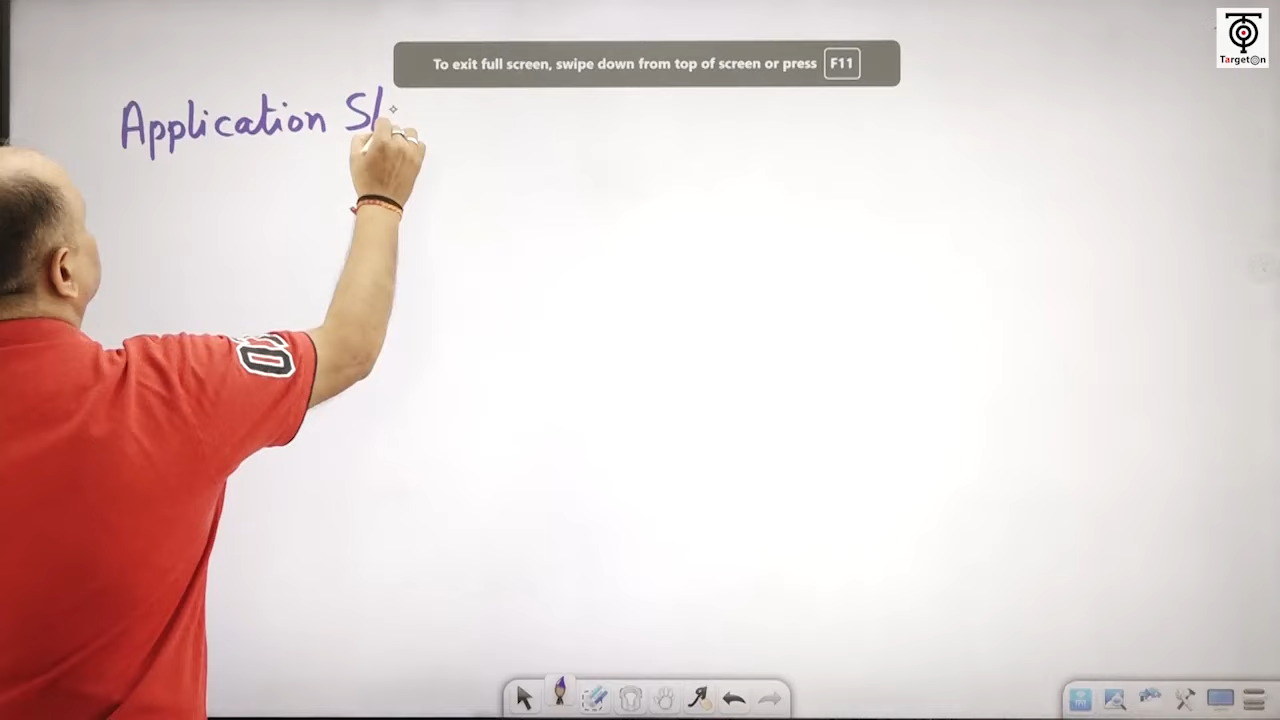 To exit full screen, swipe down from top of screen or press F11
TargetOn
Application